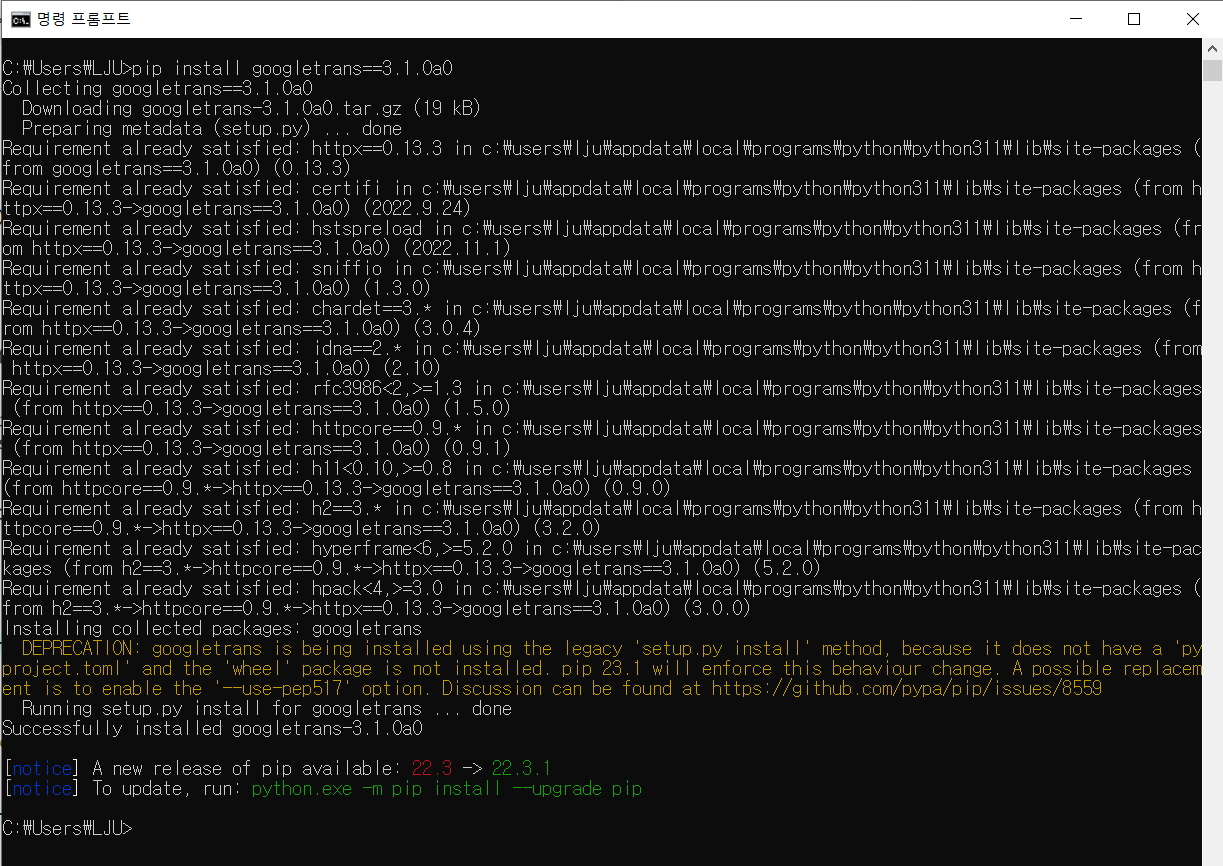 명령 프롬프트
C:₩Users₩LJU>pip install googletrans==3.1.0a0
Collecting googletrans==3.1.0a0
  Downloading googletrans-3.1.0a0.tar.gz (19 kB)
  Preparing metadata (setup.py) ... done
Requirement already satisfied: httpx==0.13.3 in c:₩users₩lju₩appdata₩local₩programs₩python₩python311₩lib₩site-packages (
from googletrans==3.1.0a0) (0.13.3)
Requirement already satisfied: certifi in c:₩users₩lju₩appdata₩local₩programs₩python₩python311₩lib₩site-packages (from h
ttpx==0.13.3->googletrans==3.1.0a0) (2022.9.24)
Requirement already satisfied: hstspreload in c:₩users₩lju₩appdata₩local₩programs₩python₩python311₩lib₩site-packages (fr
om httpx==0.13.3->googletrans==3.1.0a0) (2022.11.1)
Requirement already satisfied: sniffio in c:₩users₩lju₩appdata₩local₩programs₩python₩python311₩lib₩site-packages (from h
ttpx==0.13.3->googletrans==3.1.0a0) (1.3.0)
Requirement already satisfied: chardet==3.* in c:₩users₩lju₩appdata₩local₩programs₩python₩python311₩lib₩site-packages (f
rom httpx==0.13.3->googletrans==3.1.0a0) (3.0.4)
Requirement already satisfied: idna==2.* in c:₩users₩lju₩appdata₩local₩programs₩python₩python311₩lib₩site-packages (from
 httpx==0.13.3->googletrans==3.1.0a0) (2.10)
Requirement already satisfied: rfc3986<2,>=1.3 in c:₩users₩lju₩appdata₩local₩programs₩python₩python311₩lib₩site-packages
 (from httpx==0.13.3->googletrans==3.1.0a0) (1.5.0)
Requirement already satisfied: httpcore==0.9.* in c:₩users₩lju₩appdata₩local₩programs₩python₩python311₩lib₩site-packages
 (from httpx==0.13.3->googletrans==3.1.0a0) (0.9.1)
Requirement already satisfied: h11<0.10,>=0.8 in c:₩users₩lju₩appdata₩local₩programs₩python₩python311₩lib₩site-packages
(from httpcore==0.9.*->httpx==0.13.3->googletrans==3.1.0a0) (0.9.0)
Requirement already satisfied: h2==3.* in c:₩users₩lju₩appdata₩local₩programs₩python₩python311₩lib₩site-packages (from h
ttpcore==0.9.*->httpx==0.13.3->googletrans==3.1.0a0) (3.2.0)
Requirement already satisfied: hyperframe<6,>=5.2.0 in c:₩users₩lju₩appdata₩local₩programs₩python₩python311₩lib₩site-pac
kages (from h2==3.*->httpcore==0.9.*->httpx==0.13.3->googletrans==3.1.0a0) (5.2.0)
Requirement already satisfied: hpack<4,>=3.0 in c:₩users₩lju₩appdata₩local₩programs₩python₩python311₩lib₩site-packages (
from h2==3.*->httpcore==0.9.*->httpx==0.13.3->googletrans==3.1.0a0) (3.0.0)
Installing collected packages: googletrans
  DEPRECATION: googletrans is being installed using the legacy 'setup.py install' method, because it does not have a 'py
project.toml' and the 'wheel' package is not installed. pip 23.1 will enforce this behaviour change. A possible replacem
ent is to enable the '--use-pep517' option. Discussion can be found at https://github.com/pypa/pip/issues/8559
  Running setup.py install for googletrans ... done
Successfully installed googletrans-3.1.0a0
[notice] A new release of pip available: 22.3 -> 22.3.1
[notice] To update, run: python.exe -m pip install --upgrade pip
C:₩Users₩LJU>